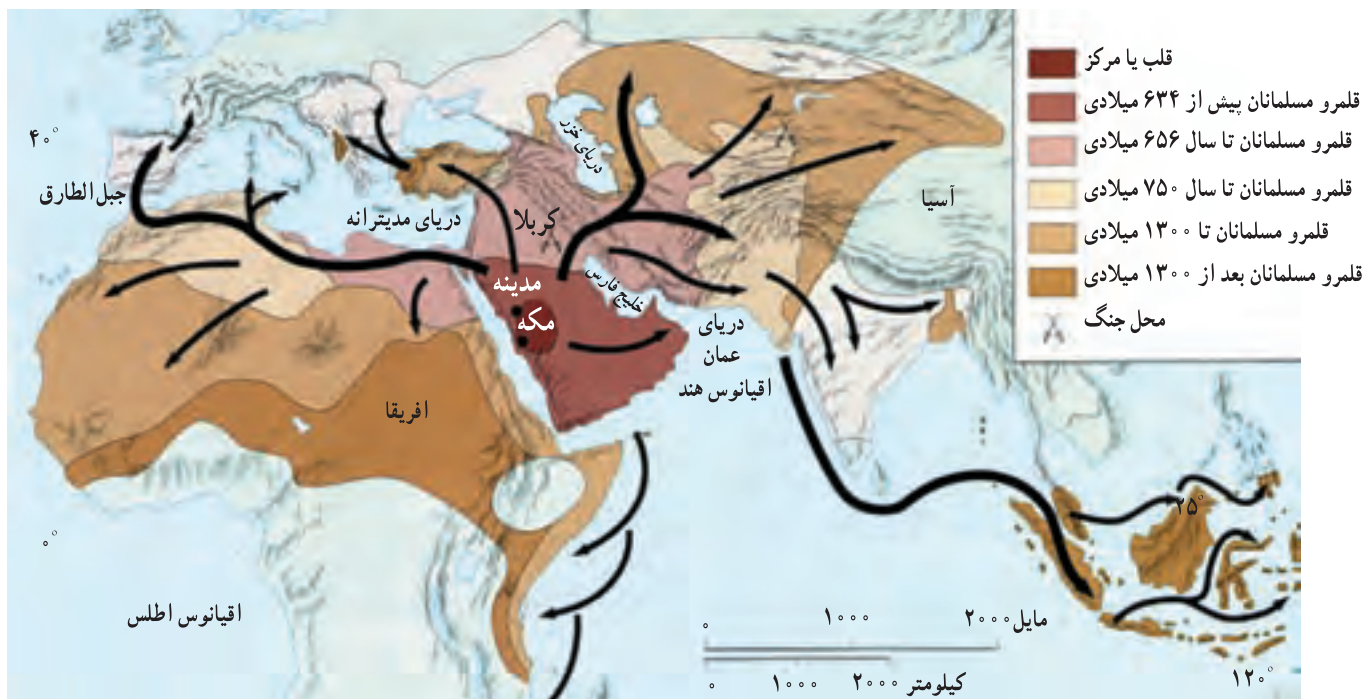 قلب یا مرکز
قلمرو مسلمانان پیش از ۶۳۴ میلادی
قلمرو مسلمانان تا سال ۶۵۶ میلادی
قلمرو مسلمانان تا سال ۷۵۰ میلادی
قلمرو مسلمانان تا ۱۳۰۰ میلادی
قلمرو مسلمانان بعد از ۱۳۰۰ میلادی
محل جنگ
۴۰°
جبل الطارق
دریای مدیترانه
دریای خزر
کربلا
آسیا
مدینه
مکه
خلیج فارس
دریای
عمان
اقیانوس هند
افریقا
۲۵°
۰°
اقیانوس اطلس
۰ ۱۰۰۰ ۲۰۰۰ مایل
۰ ۱۰۰۰ ۲۰۰۰ کیلومتر
۱۲۰°